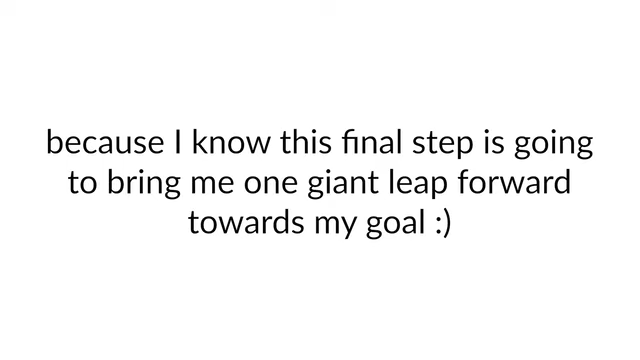 because I know this final step is going
to bring me one giant leap forward
towards my goal :)